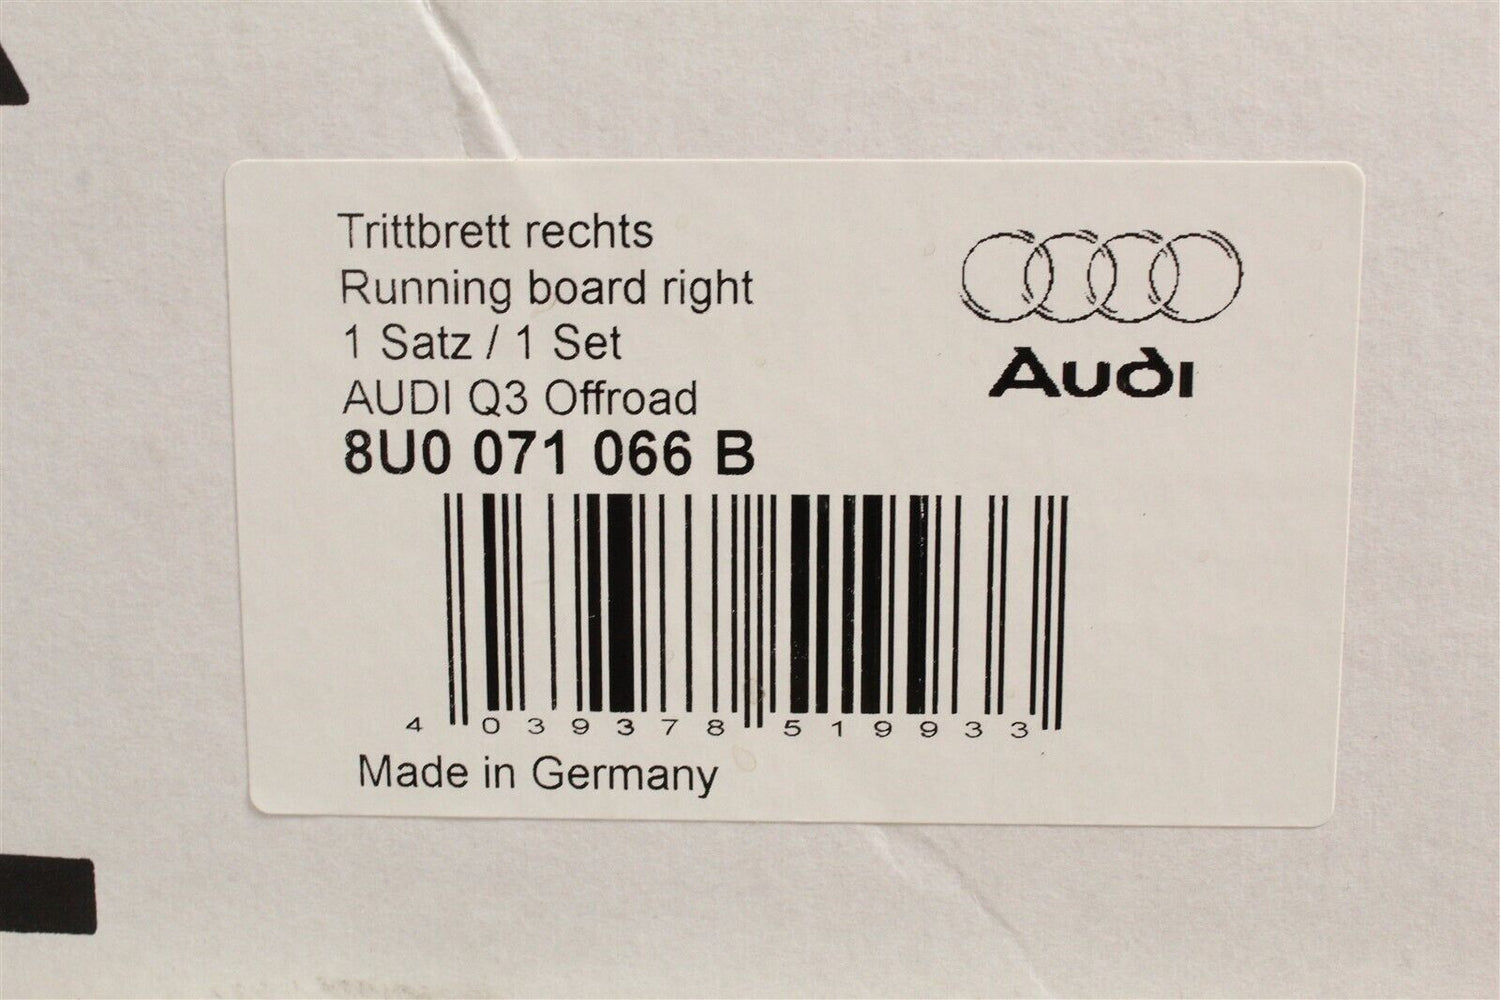 Trittbrett rechts
Running board right
1 Satz / 1 Set
AUDI Q3 Offroad
8U0 071 066 B
Audi
4 039378 519933
Made in Germany